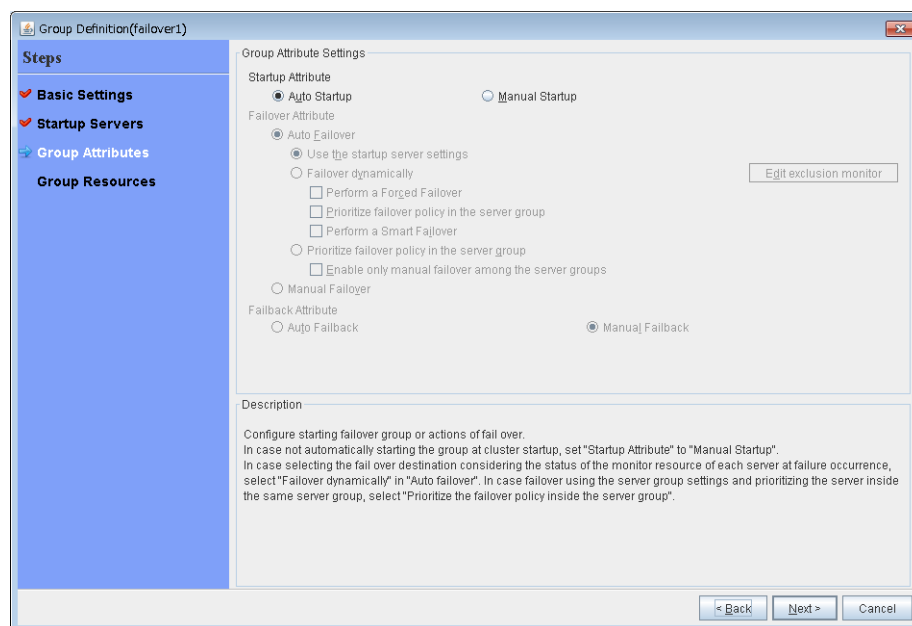 Group Definition(failover1)
Steps
Basic Settings
Startup Servers
Group Attributes
Group Resources
Group Attribute Settings
Startup Attribute
Auto Startup
Manual Startup
Failover Attribute
Auto Failover
Use the startup server settings
Failover dynamically
Edit exclusion monitor
Perform a Forced Failover
Prioritize failover policy in the server group
Perform a Smart Failover
Prioritize failover policy in the server group
Enable only manual failover among the server groups
Manual Failover
Failback Attribute
Auto Failback
Manual Failback
Description
Configure starting failover group or actions of fail over.
In case not automatically starting the group at cluster startup, set "Startup Attribute" to "Manual Startup".
In case selecting the fail over destination considering the status of the monitor resource of each server at failure occurrence,
select "Failover dynamically" in "Auto failover". In case failover using the server group settings and prioritizing the server inside
the same server group, select "Prioritize the failover policy inside the server group".
< Back
Next >
Cancel